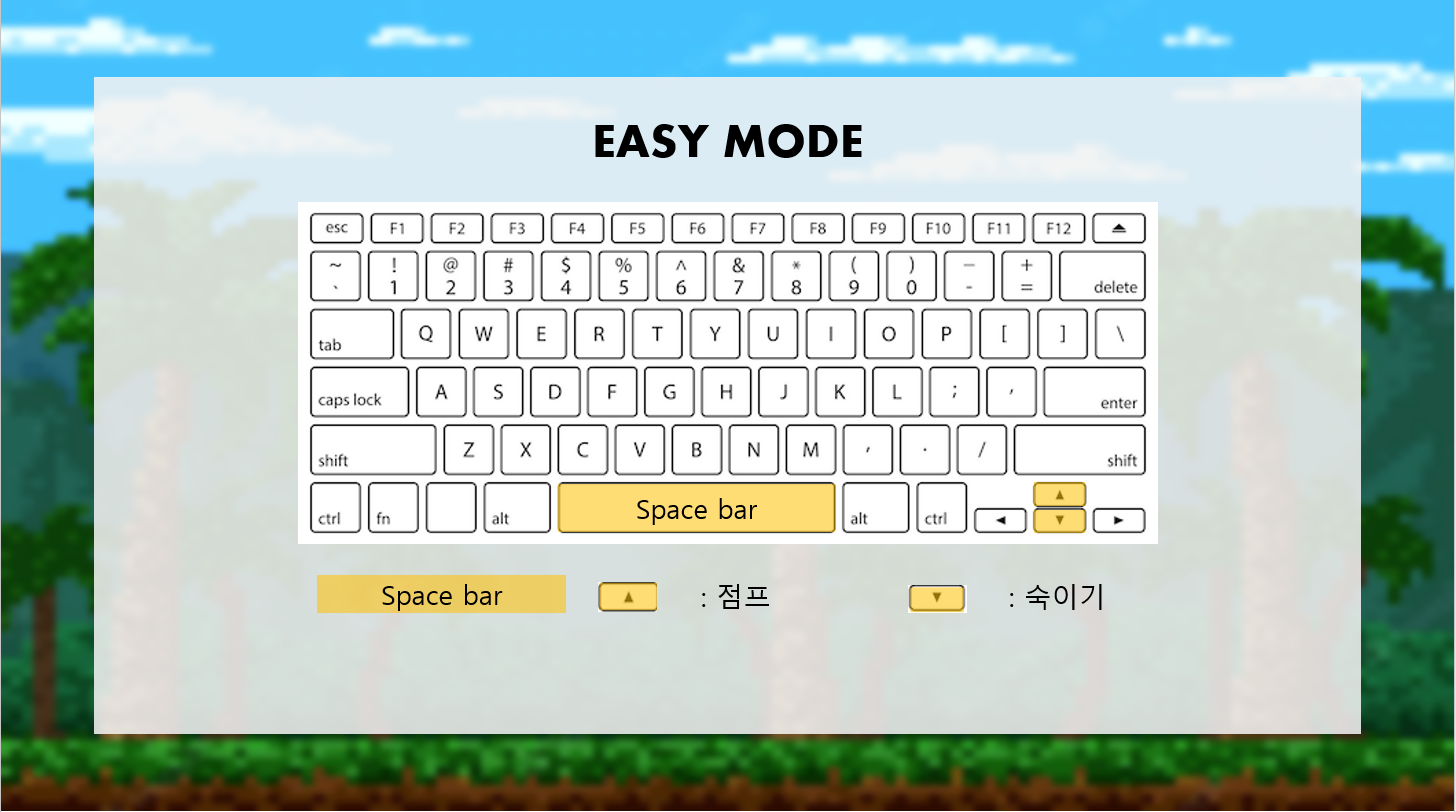 EASY MODE
esc F1 F2 F3 F4 F5 F6 F7 F8 F9 F10 F11 F12 ⏏
~ ! @ # $ % ^ & * ( ) — +
` 1 2 3 4 5 6 7 8 9 0 - = delete
tab Q W E R T Y U I O P [ ] \
caps lock A S D F G H J K L ; ' enter
shift Z X C V B N M , . / shift
ctrl fn alt Space bar alt ctrl ◀ ▲ ▼ ▶
Space bar ▲ : 점프 ▼ : 숙이기